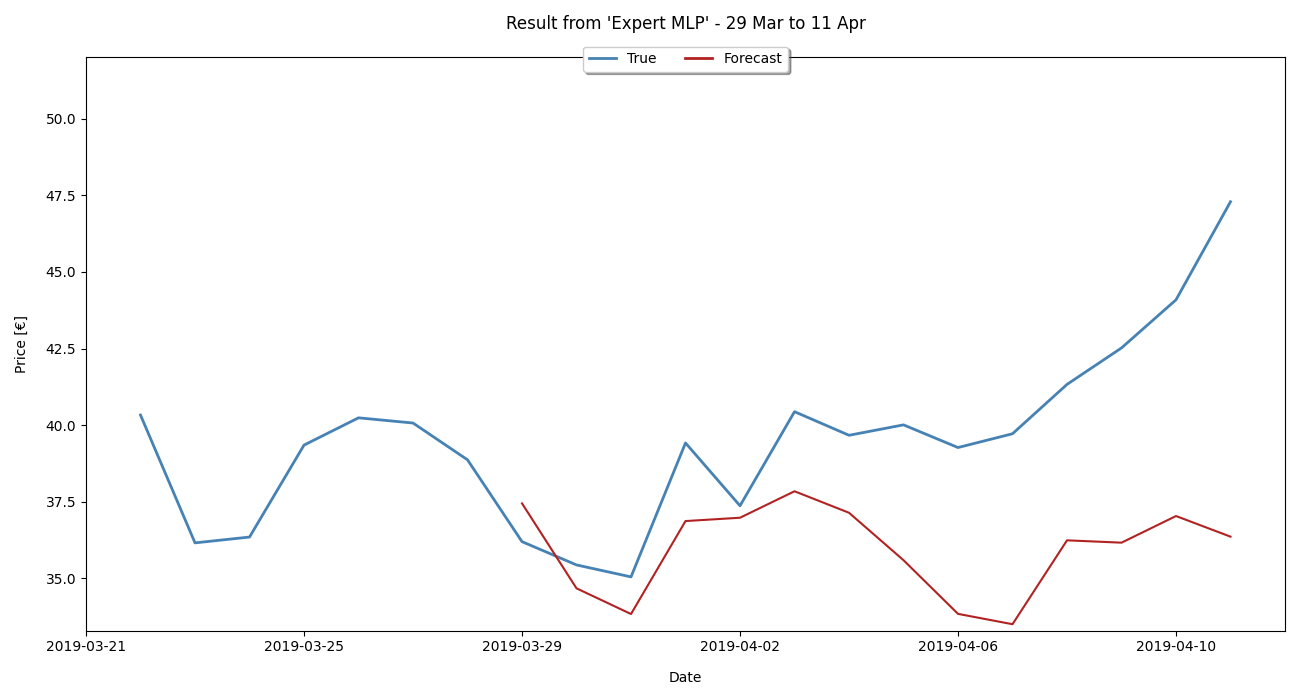 Result from 'Expert MLP' - 29 Mar to 11 Apr
True Forecast
50.0
47.5
45.0
42.5
40.0
37.5
35.0
Price [€]
2019-03-21 2019-03-25 2019-03-29 2019-04-02 2019-04-06 2019-04-10
Date